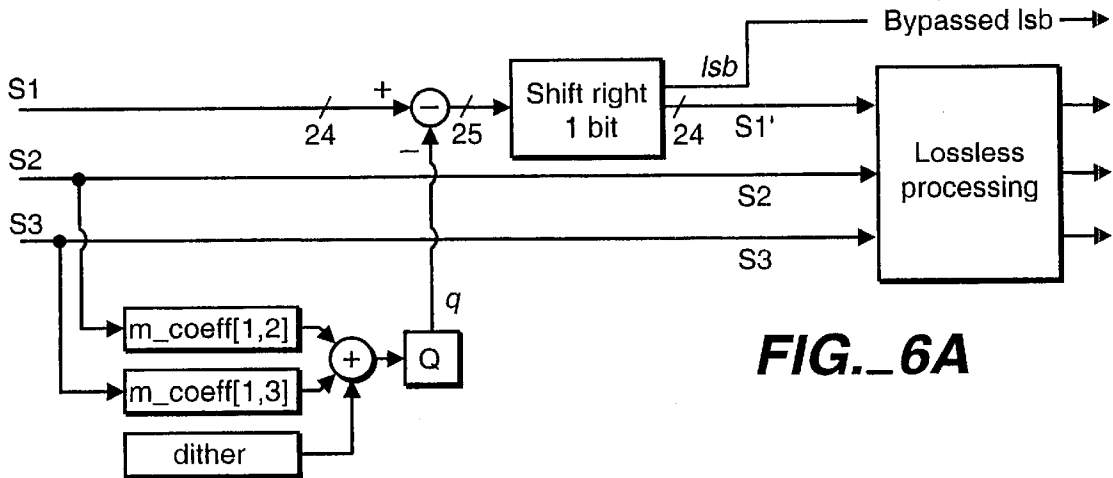 Bypassed lsb
lsb
S1
+
−
24
25
Shift right
1 bit
24
S1'
Lossless
processing
−
S2
S2
S3
S3
q
m_coeff[1,2]
+
Q
m_coeff[1,3]
dither
FIG._6A